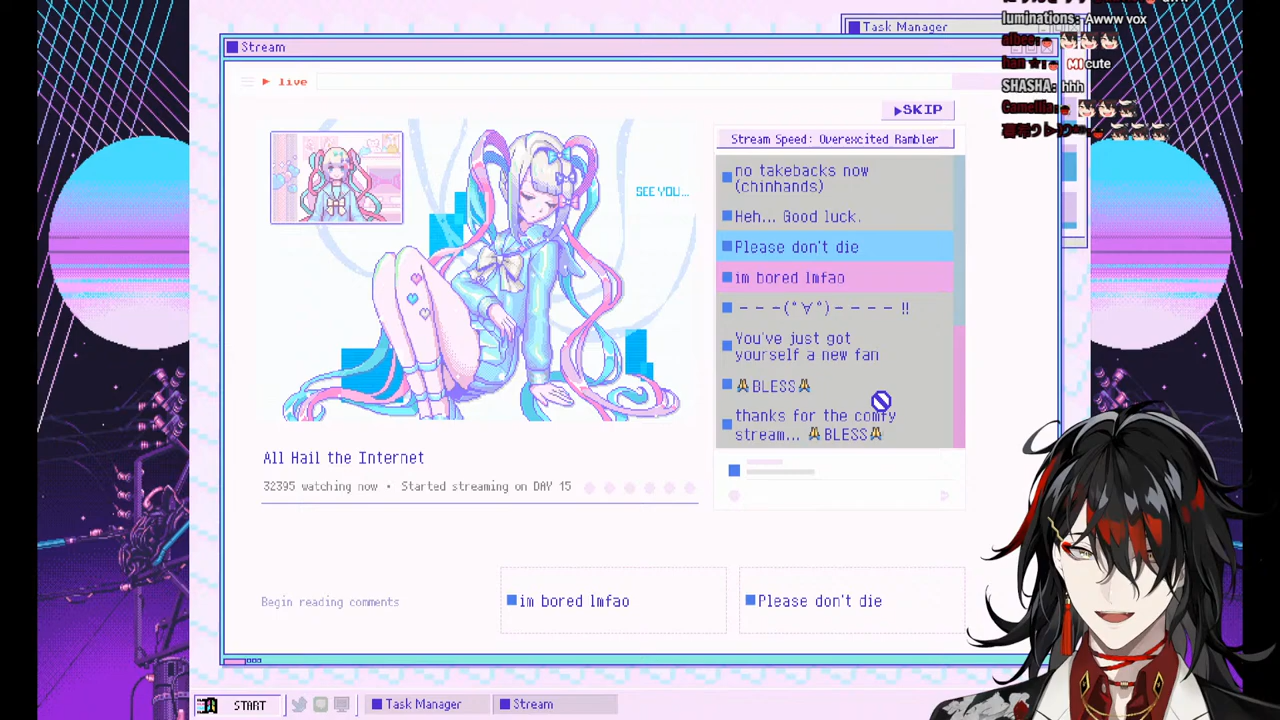 Task Manager
luminations: Awww vox
Stream
han ★: MI cute
live
SHASHA: hhh
▶SKIP
Camellia:
Stream Speed: Overexcited Rambler
no takebacks now
(chinhands)
SEE YOU...
Heh... Good luck.
Please don't die
im bored lmfao
---(°∀°)---- !!
You've just got
yourself a new fan
🙏BLESS🙏
thanks for the comfy
stream... 🙏BLESS🙏
All Hail the Internet
32395 watching now • Started streaming on DAY 15
Begin reading comments
im bored lmfao
Please don't die
START
Task Manager
Stream